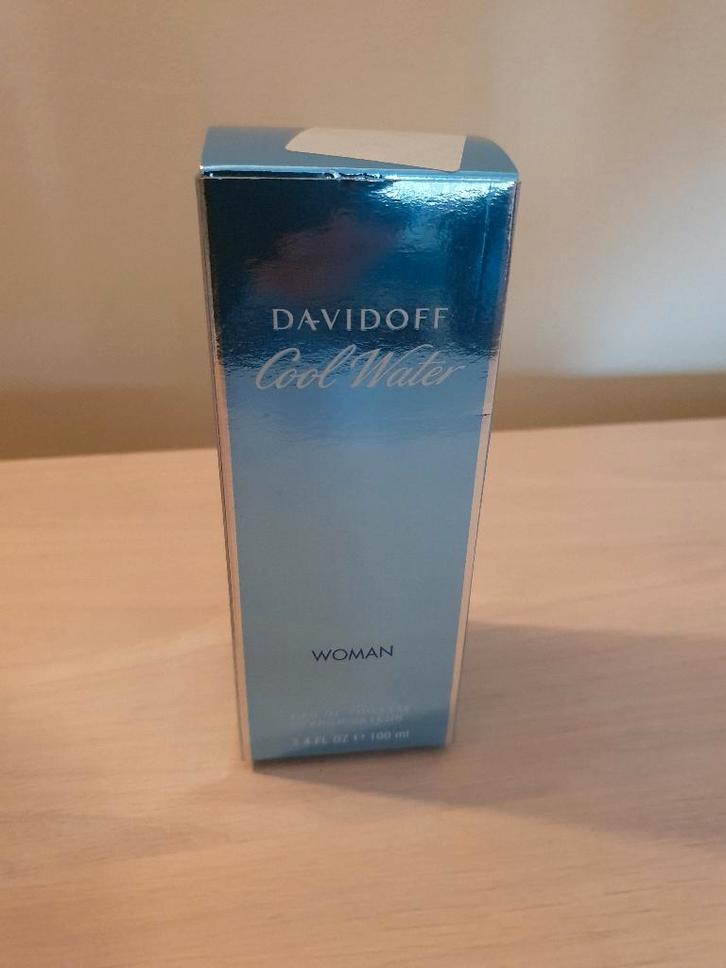 DAVIDOFF
Cool Water
WOMAN
3.4 FL OZ e 100 ml